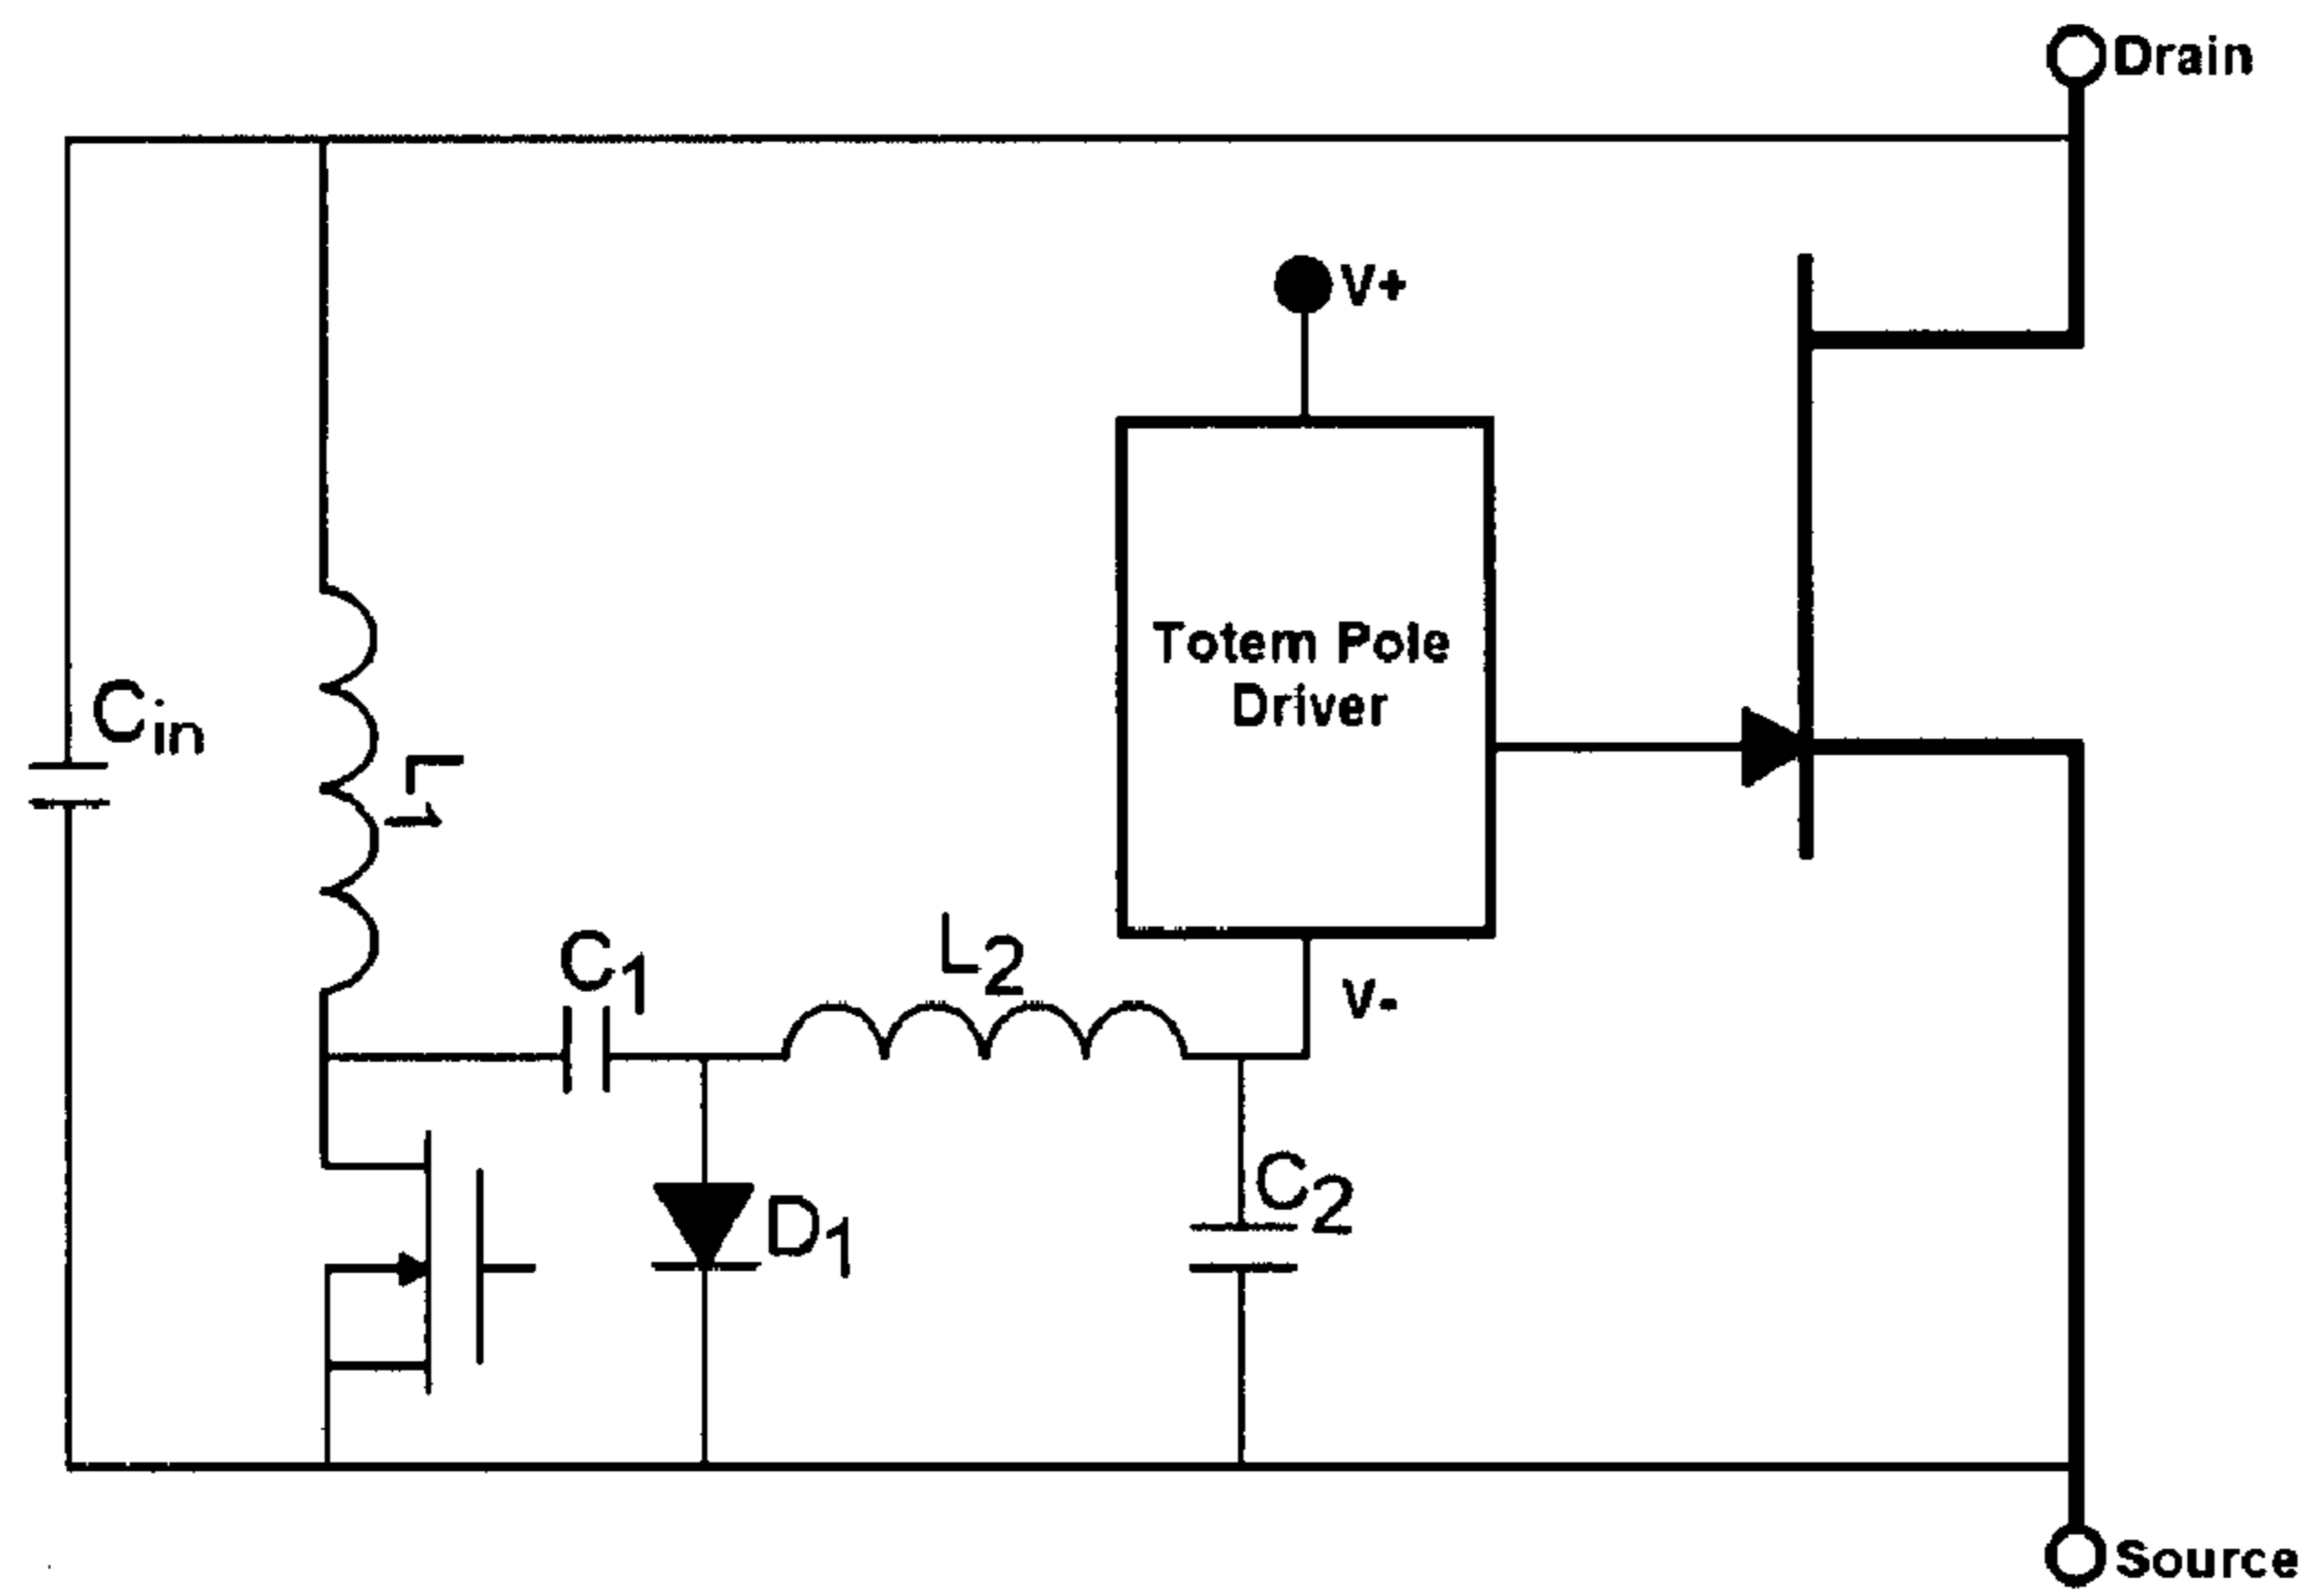 Drain
V+
Totem Pole
Driver
Cin
L1
C1
L2
V-
C2
D1
Source